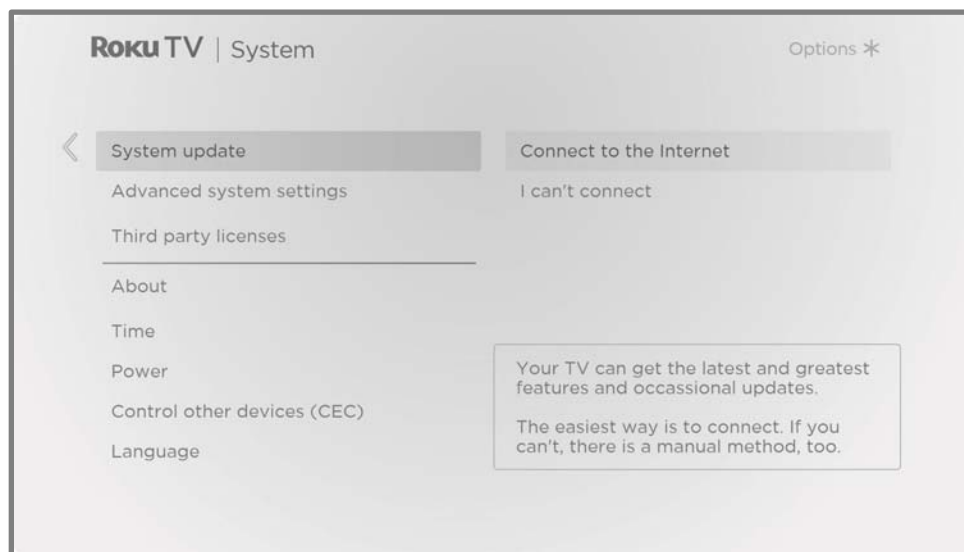 Roku TV | System
Options *
System update
Advanced system settings
Third party licenses
About
Time
Power
Control other devices (CEC)
Language
Connect to the Internet
I can't connect
Your TV can get the latest and greatest
features and occassional updates.
The easiest way is to connect. If you
can't, there is a manual method, too.